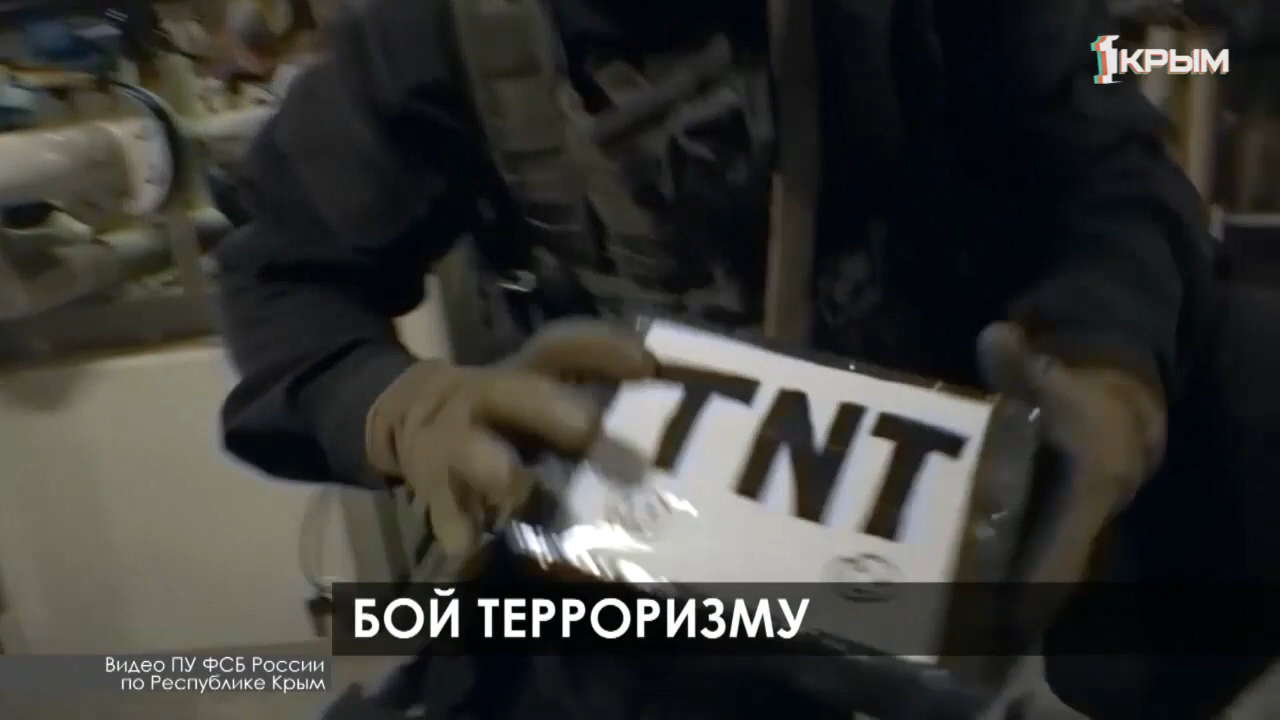 1КРЫМ
TNT
БОЙ ТЕРРОРИЗМУ
Видео ПУ ФСБ России
по Республике Крым